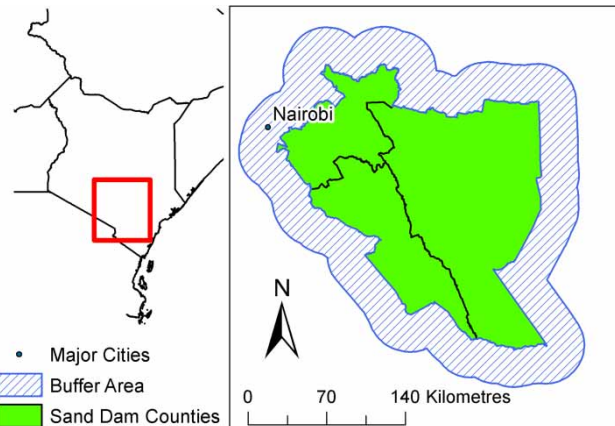 Nairobi
N
Major Cities
Buffer Area
Sand Dam Counties
0 70 140 Kilometres